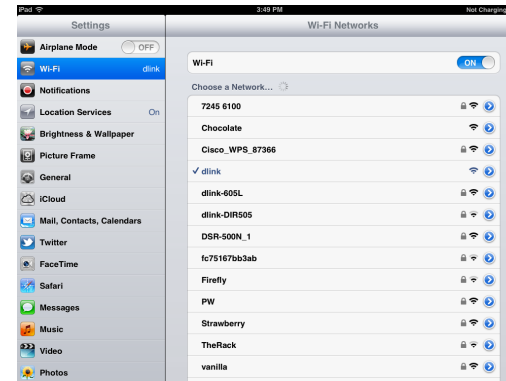 iPad 3:49 PM Not Charging
Settings
Wi-Fi Networks
Airplane Mode OFF
Wi-Fi dlink
Notifications
Location Services On
Brightness & Wallpaper
Picture Frame
General
iCloud
Mail, Contacts, Calendars
Twitter
FaceTime
Safari
Messages
Music
Video
Photos
Wi-Fi ON
Choose a Network...
7245 6100
Chocolate
Cisco_WPS_87366
dlink
dlink-605L
dlink-DIR505
DSR-500N_1
fc75167bb3ab
Firefly
PW
Strawberry
TheRack
vanilla